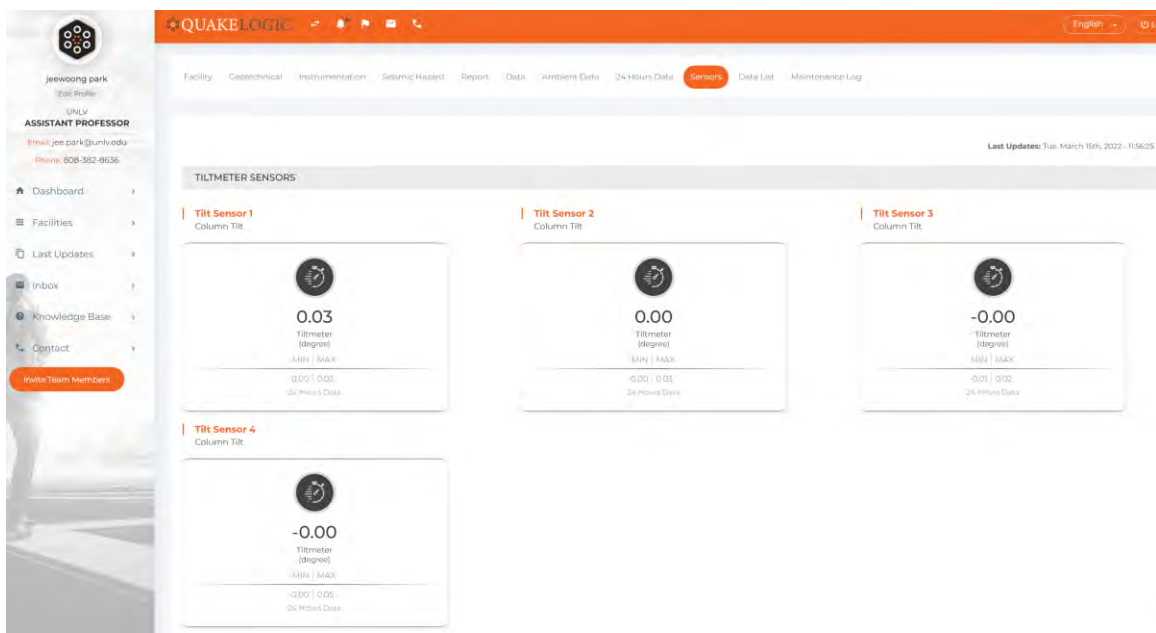 QUAKELOGIC
English
jeewoong park
Edit Profile
UNLV
ASSISTANT PROFESSOR
Email: jee.park@unlv.edu
Phone: 808-382-8636
Dashboard
Facilities
Last Updates
Inbox
Knowledge Base
Contact
Invite Team Members
Facility Geotechnical Instrumentation Seismic Hazard Report Data Ambient Data 24 Hours Data Sensors Data List Maintenance Log
Last Updates: Tue, March 15th, 2022 - 11:56:25
TILTMETER SENSORS
Tilt Sensor 1
Column Tilt
0.03
Tiltmeter
(degree)
MIN | MAX
-0.00 | 0.03
24 Hours Data
Tilt Sensor 2
Column Tilt
0.00
Tiltmeter
(degree)
MIN | MAX
-0.00 | 0.03
24 Hours Data
Tilt Sensor 3
Column Tilt
-0.00
Tiltmeter
(degree)
MIN | MAX
-0.01 | 0.02
24 Hours Data
Tilt Sensor 4
Column Tilt
-0.00
Tiltmeter
(degree)
MIN | MAX
-0.00 | 0.05
24 Hours Data